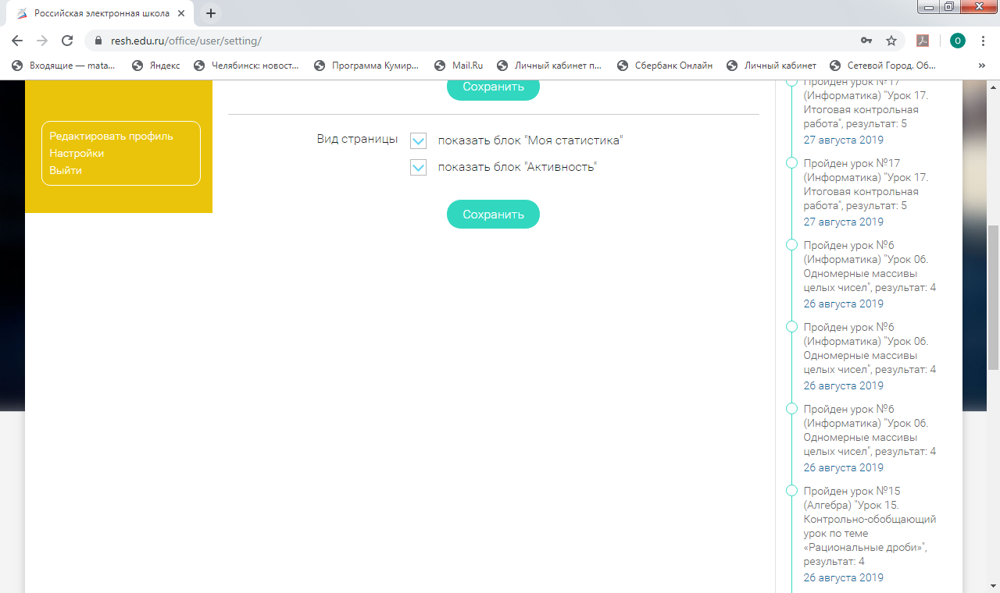 Российская электронная школа
resh.edu.ru/office/user/setting/
О
Входящие — mata...
Яндекс
Челябинск: новост...
Программа Кумир...
Mail.Ru
Личный кабинет п...
Сбербанк Онлайн
Личный кабинет
Сетевой Город. Об...
»
Редактировать профиль
Настройки
Выйти
Сохранить
Вид страницы
показать блок "Моя статистика"
показать блок "Активность"
Сохранить
Пройден урок №17
(Информатика) "Урок 17.
Итоговая контрольная
работа", результат: 5
27 августа 2019
Пройден урок №17
(Информатика) "Урок 17.
Итоговая контрольная
работа", результат: 5
27 августа 2019
Пройден урок №6
(Информатика) "Урок 06.
Одномерные массивы
целых чисел", результат: 4
26 августа 2019
Пройден урок №6
(Информатика) "Урок 06.
Одномерные массивы
целых чисел", результат: 4
26 августа 2019
Пройден урок №6
(Информатика) "Урок 06.
Одномерные массивы
целых чисел", результат: 4
26 августа 2019
Пройден урок №15
(Алгебра) "Урок 15.
Контрольно-обобщающий
урок по теме
«Рациональные дроби»",
результат: 4
26 августа 2019